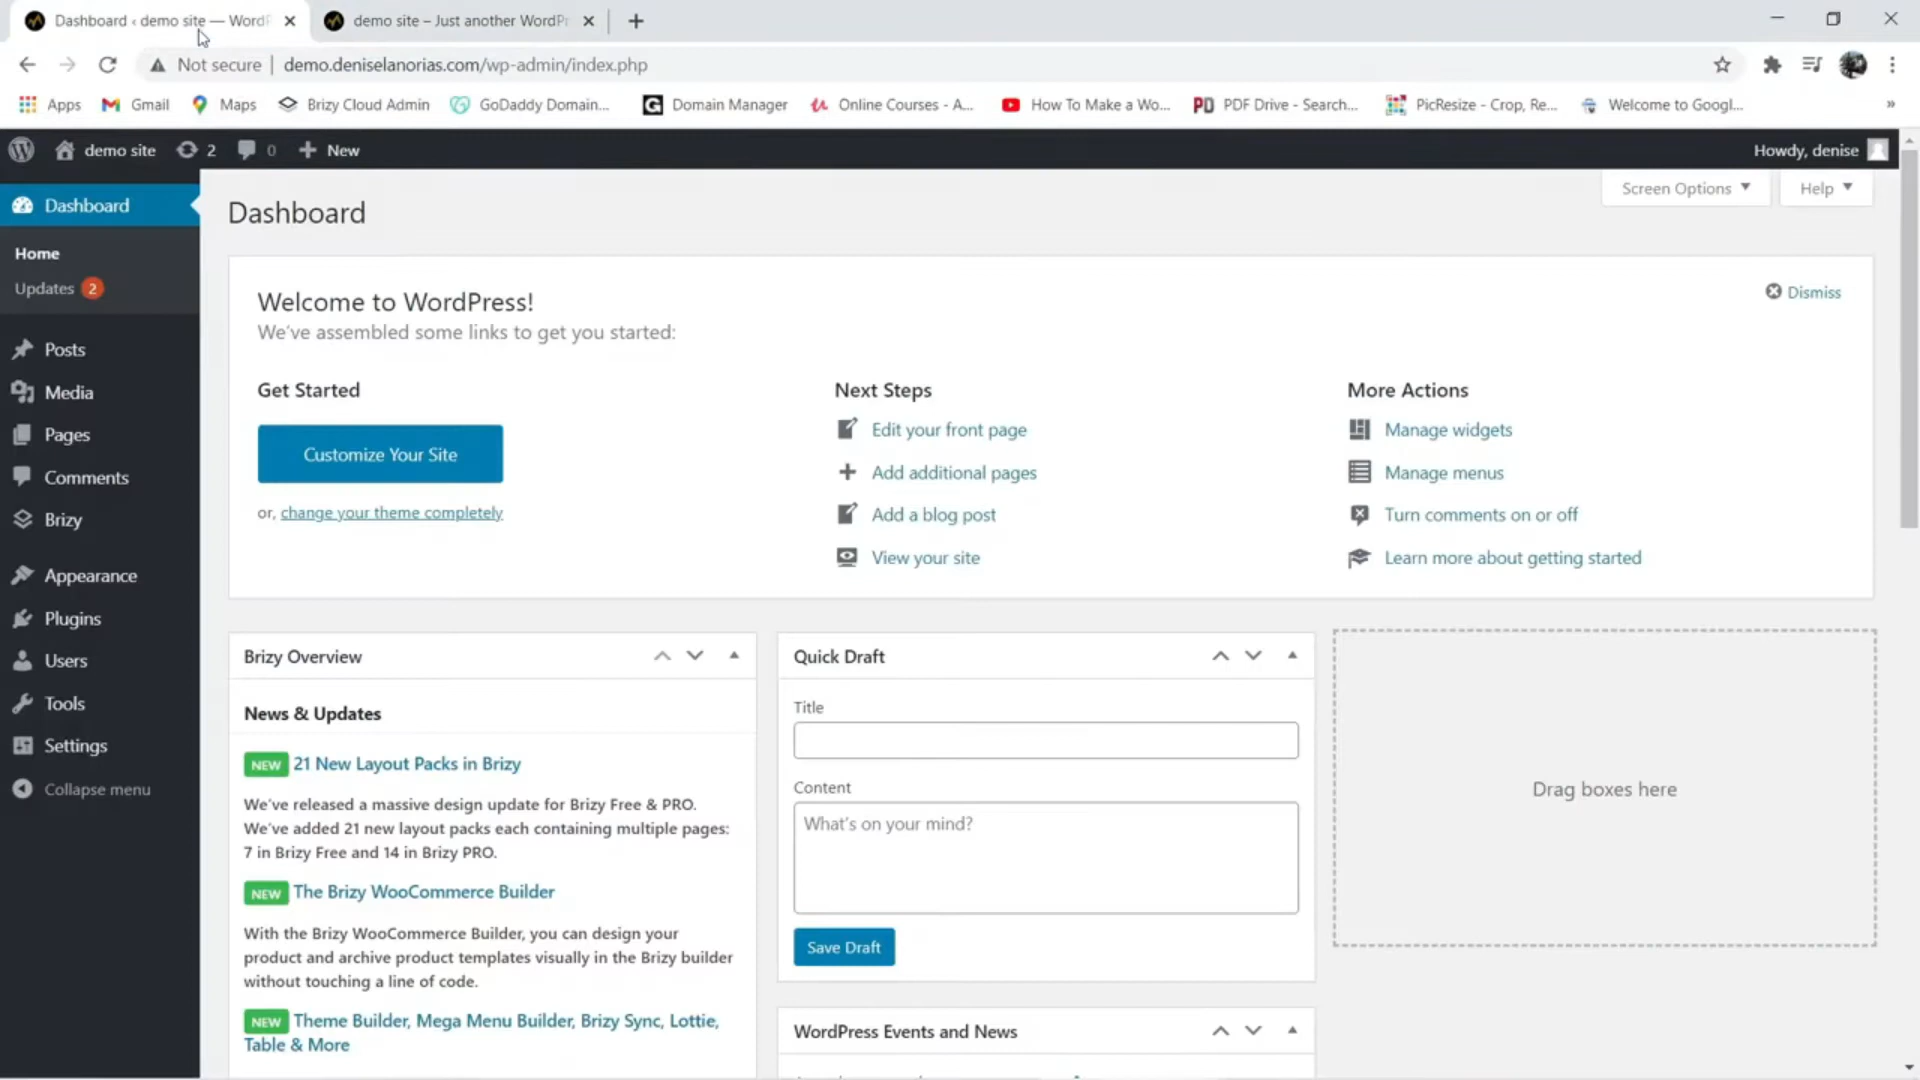 Dashboard ‹ demo site — WordP
demo site – Just another WordPr
Not secure
demo.deniselanorias.com/wp-admin/index.php
Apps
Gmail
Maps
Brizy Cloud Admin
GoDaddy Domain...
G
Domain Manager
Online Courses - A...
How To Make a Wo...
PD
PDF Drive - Search...
PicResize - Crop, Re...
Welcome to Googl...
»
demo site
2
0
New
Howdy, denise
Dashboard
Home
Updates 2
Posts
Media
Pages
Comments
Brizy
Appearance
Plugins
Users
Tools
Settings
Collapse menu
Screen Options
Help
Dashboard
Welcome to WordPress!
We've assembled some links to get you started:
Dismiss
Get Started
Customize Your Site
or, change your theme completely
Next Steps
Edit your front page
Add additional pages
Add a blog post
View your site
More Actions
Manage widgets
Manage menus
Turn comments on or off
Learn more about getting started
Brizy Overview
News & Updates
NEW 21 New Layout Packs in Brizy
We've released a massive design update for Brizy Free & PRO.
We've added 21 new layout packs each containing multiple pages:
7 in Brizy Free and 14 in Brizy PRO.
NEW The Brizy WooCommerce Builder
With the Brizy WooCommerce Builder, you can design your
product and archive product templates visually in the Brizy builder
without touching a line of code.
NEW Theme Builder, Mega Menu Builder, Brizy Sync, Lottie,
Table & More
Quick Draft
Title
Content
What's on your mind?
Save Draft
WordPress Events and News
Drag boxes here